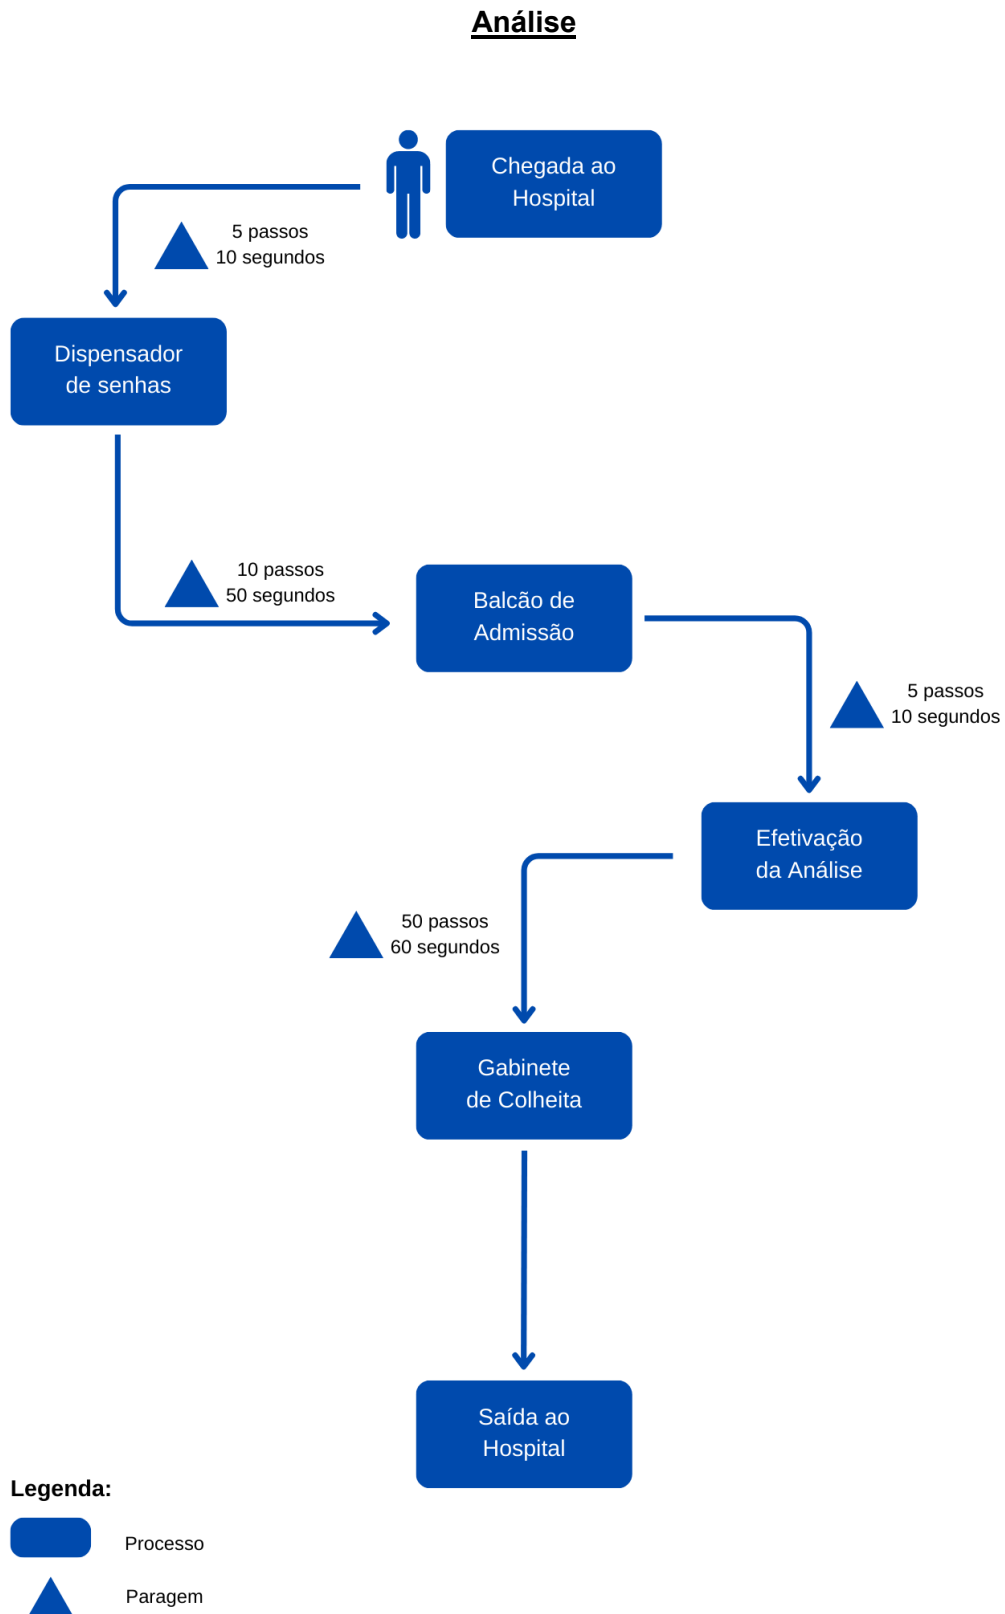 Análise
Chegada ao
Hospital
5 passos
10 segundos
Dispensador
de senhas
10 passos
50 segundos
Balcão de
Admissão
5 passos
10 segundos
Efetivação
da Análise
50 passos
60 segundos
Gabinete
de Colheita
Saída ao
Hospital
Legenda:
Processo
Paragem